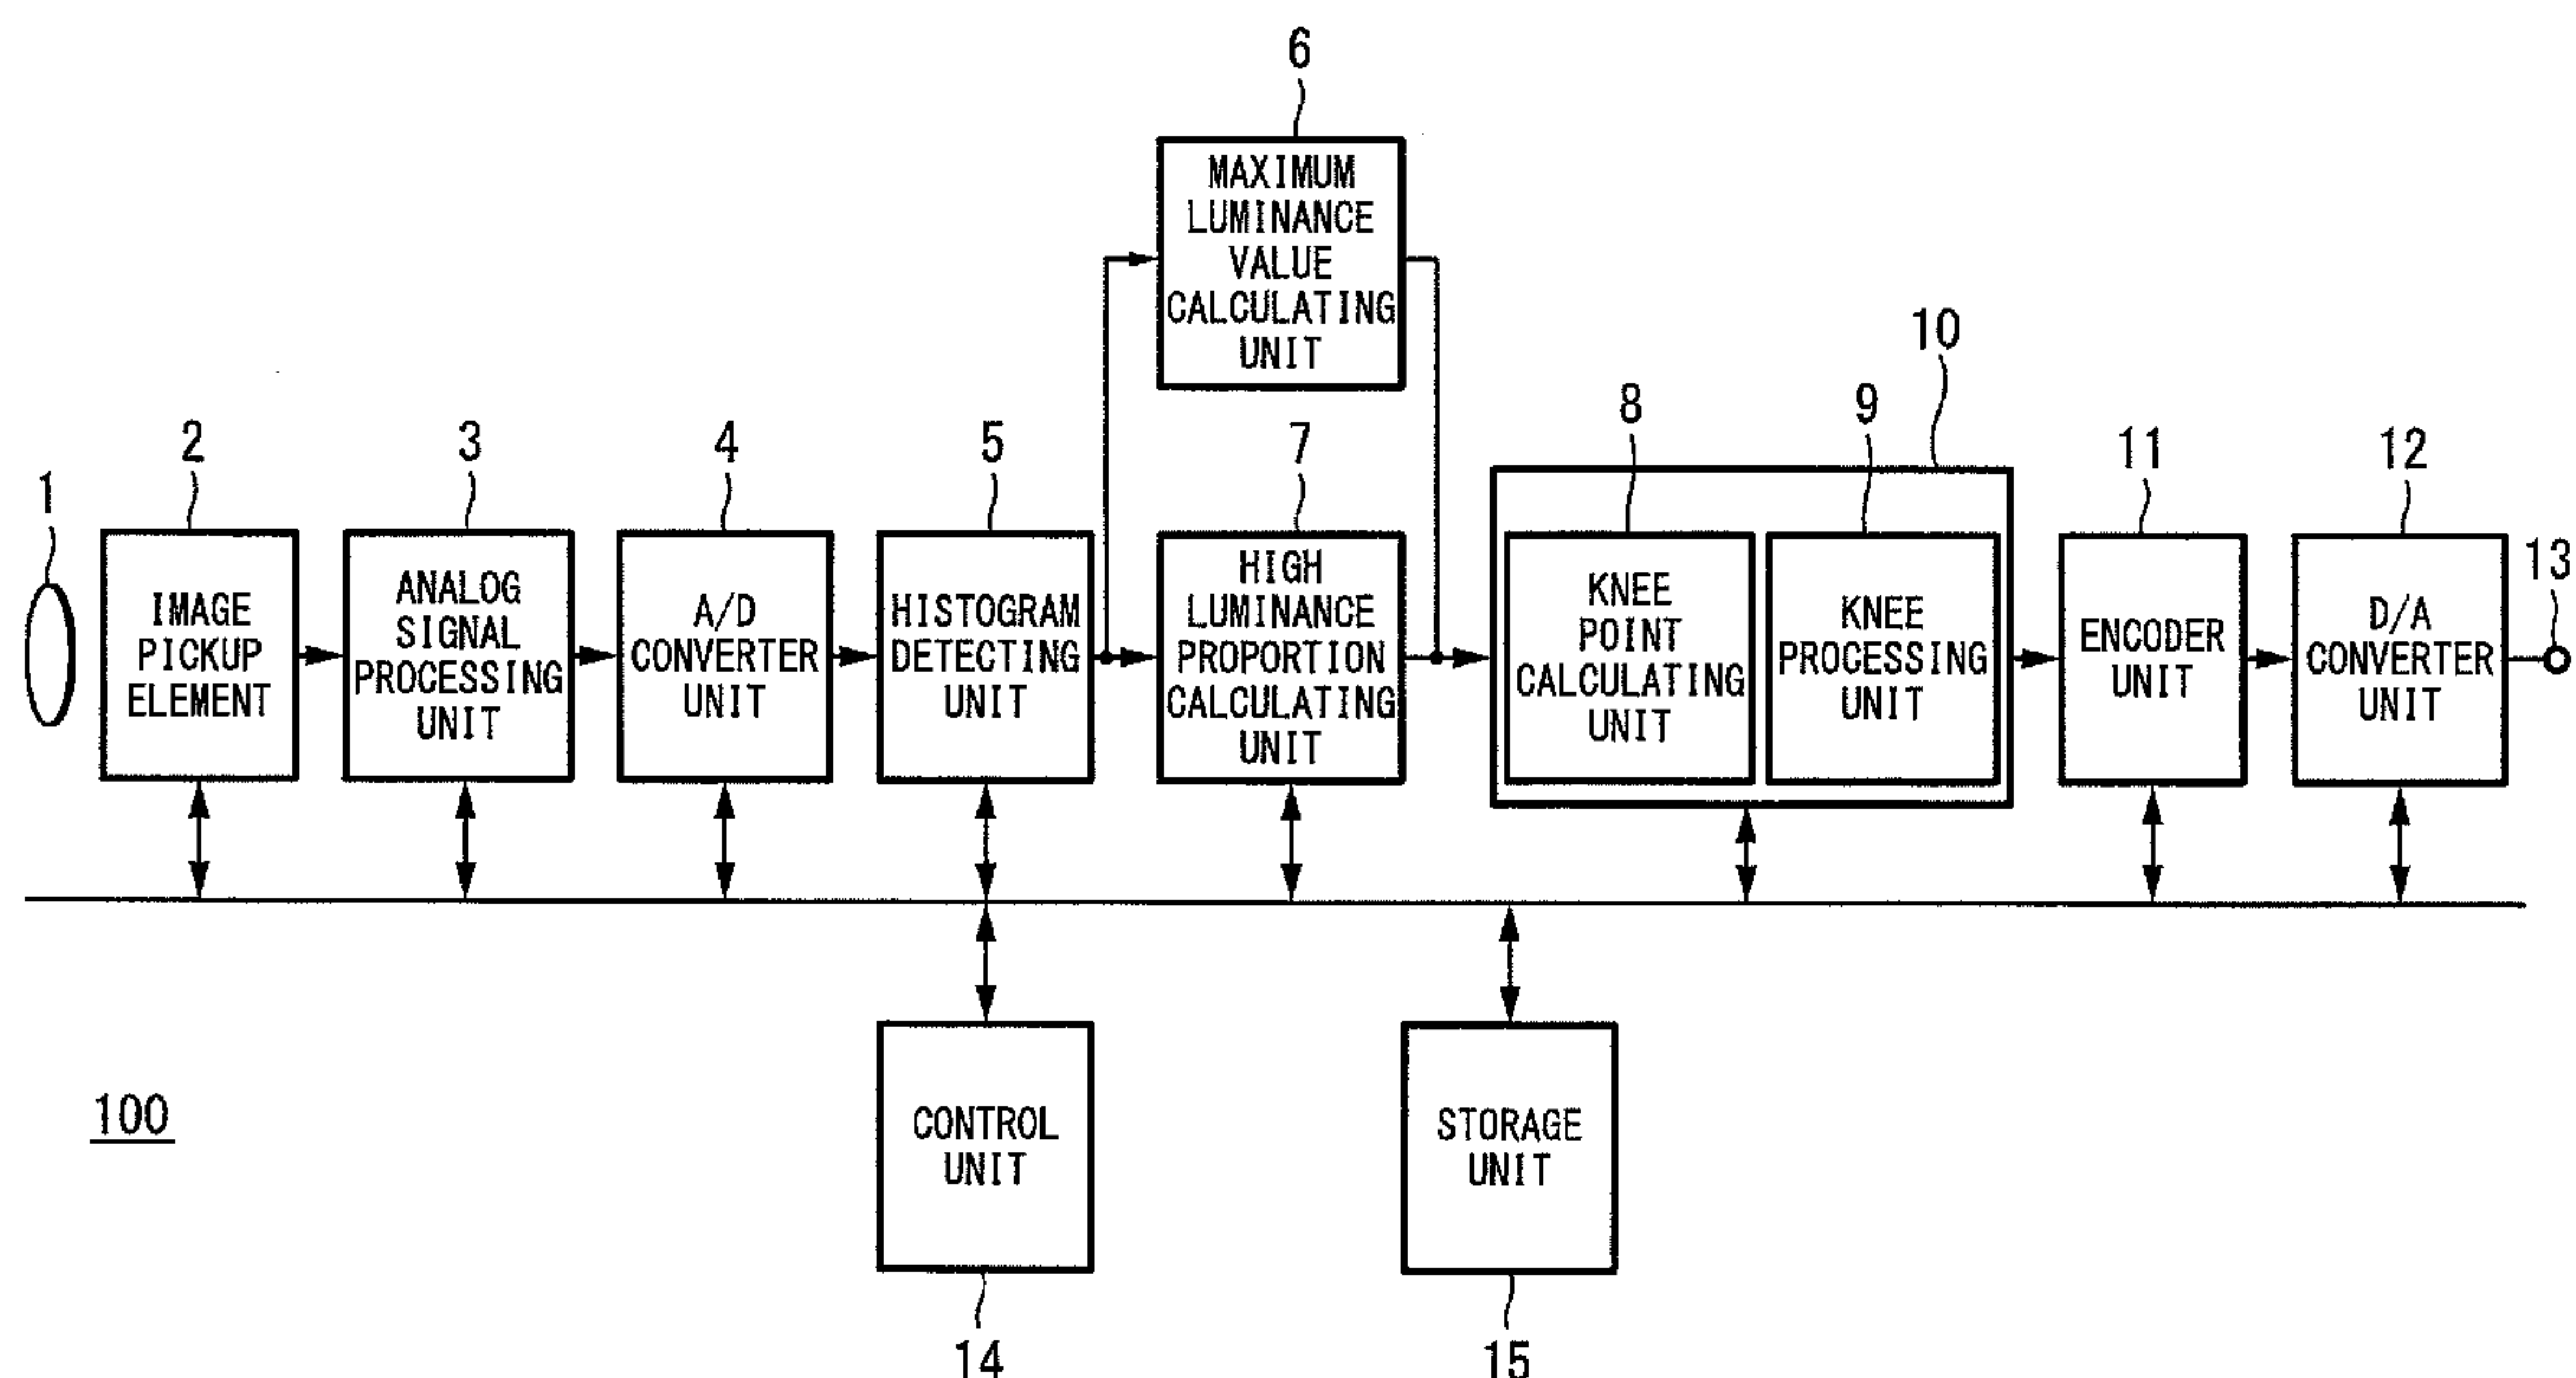 6
MAXIMUM
LUMINANCE
VALUE
CALCULATING
UNIT
10
1
2
3
4
5
7
8
9
11
12
13
IMAGE
PICKUP
ELEMENT
ANALOG
SIGNAL
PROCESSING
UNIT
A/D
CONVERTER
UNIT
HISTOGRAM
DETECTING
UNIT
HIGH
LUMINANCE
PROPORTION
CALCULATING
UNIT
KNEE
POINT
CALCULATING
UNIT
KNEE
PROCESSING
UNIT
ENCODER
UNIT
D/A
CONVERTER
UNIT
100
CONTROL
UNIT
STORAGE
UNIT
14
15